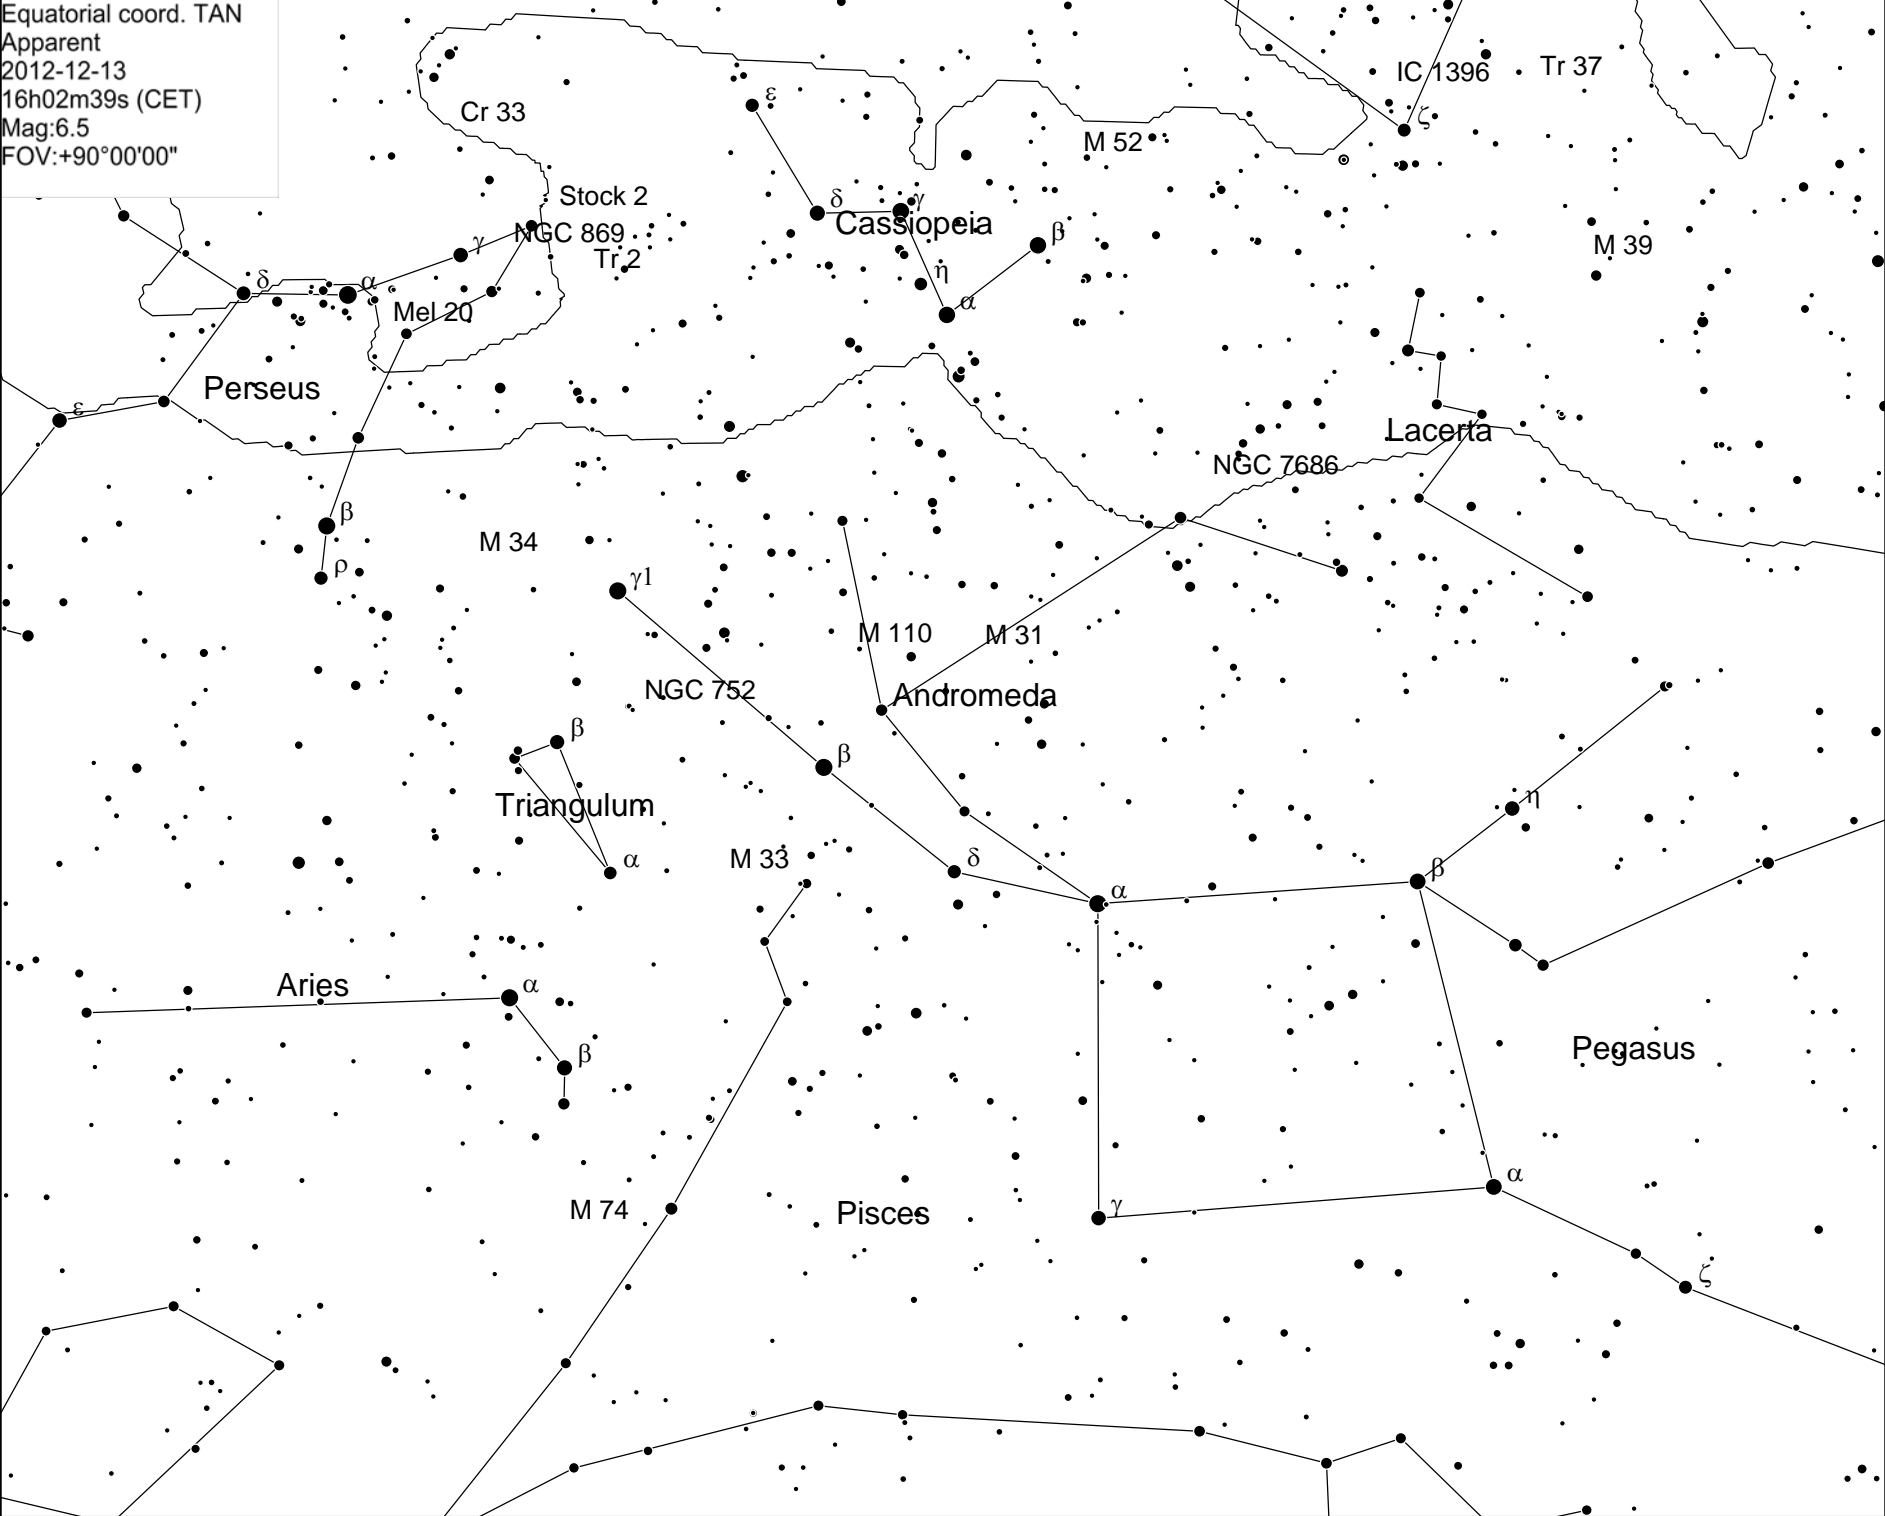 Equatorial coord. TAN
Apparent
2012-12-13
16h02m39s (CET)
Mag:6.5
FOV:+90°00'00"
IC 1396
Tr 37
ε
Cr 33
ζ
M 52
Stock 2
δ
γ
Cassiopeia
NGC 869
β
M 39
γ
Tr 2
η
δ
α
α
Mel 20
Perseus
ε
Lacerta
NGC 7686
β
M 34
ρ
γ1
M 110
M 31
NGC 752
Andromeda
β
β
η
Triangulum
M 33
α
δ
β
α
Aries
α
Pegasus
β
α
M 74
Pisces
γ
ζ